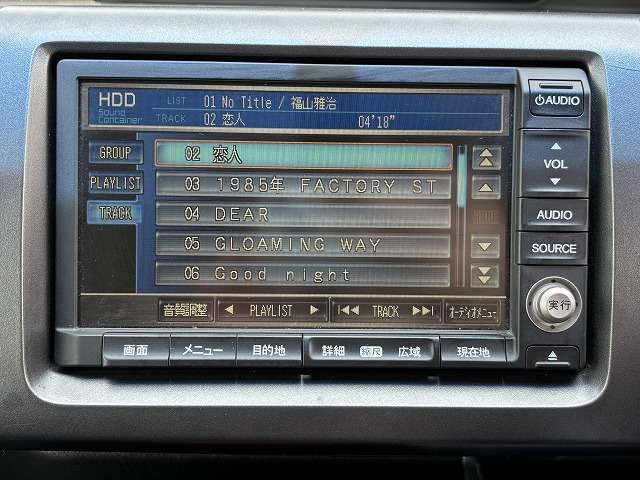 HDD
Sound Container
LIST 01 No Title / 福山雅治
TRACK 02 恋人 04'18"
GROUP
PLAYLIST
TRACK
02 恋人
03 1985年 FACTORY ST
04 DEAR
05 GLOAMING WAY
06 Good night
音質調整
PLAYLIST
TRACK
オーディオメニュー
画面
メニュー
目的地
詳細
広域
現在地
AUDIO
VOL
AUDIO
SOURCE
実行